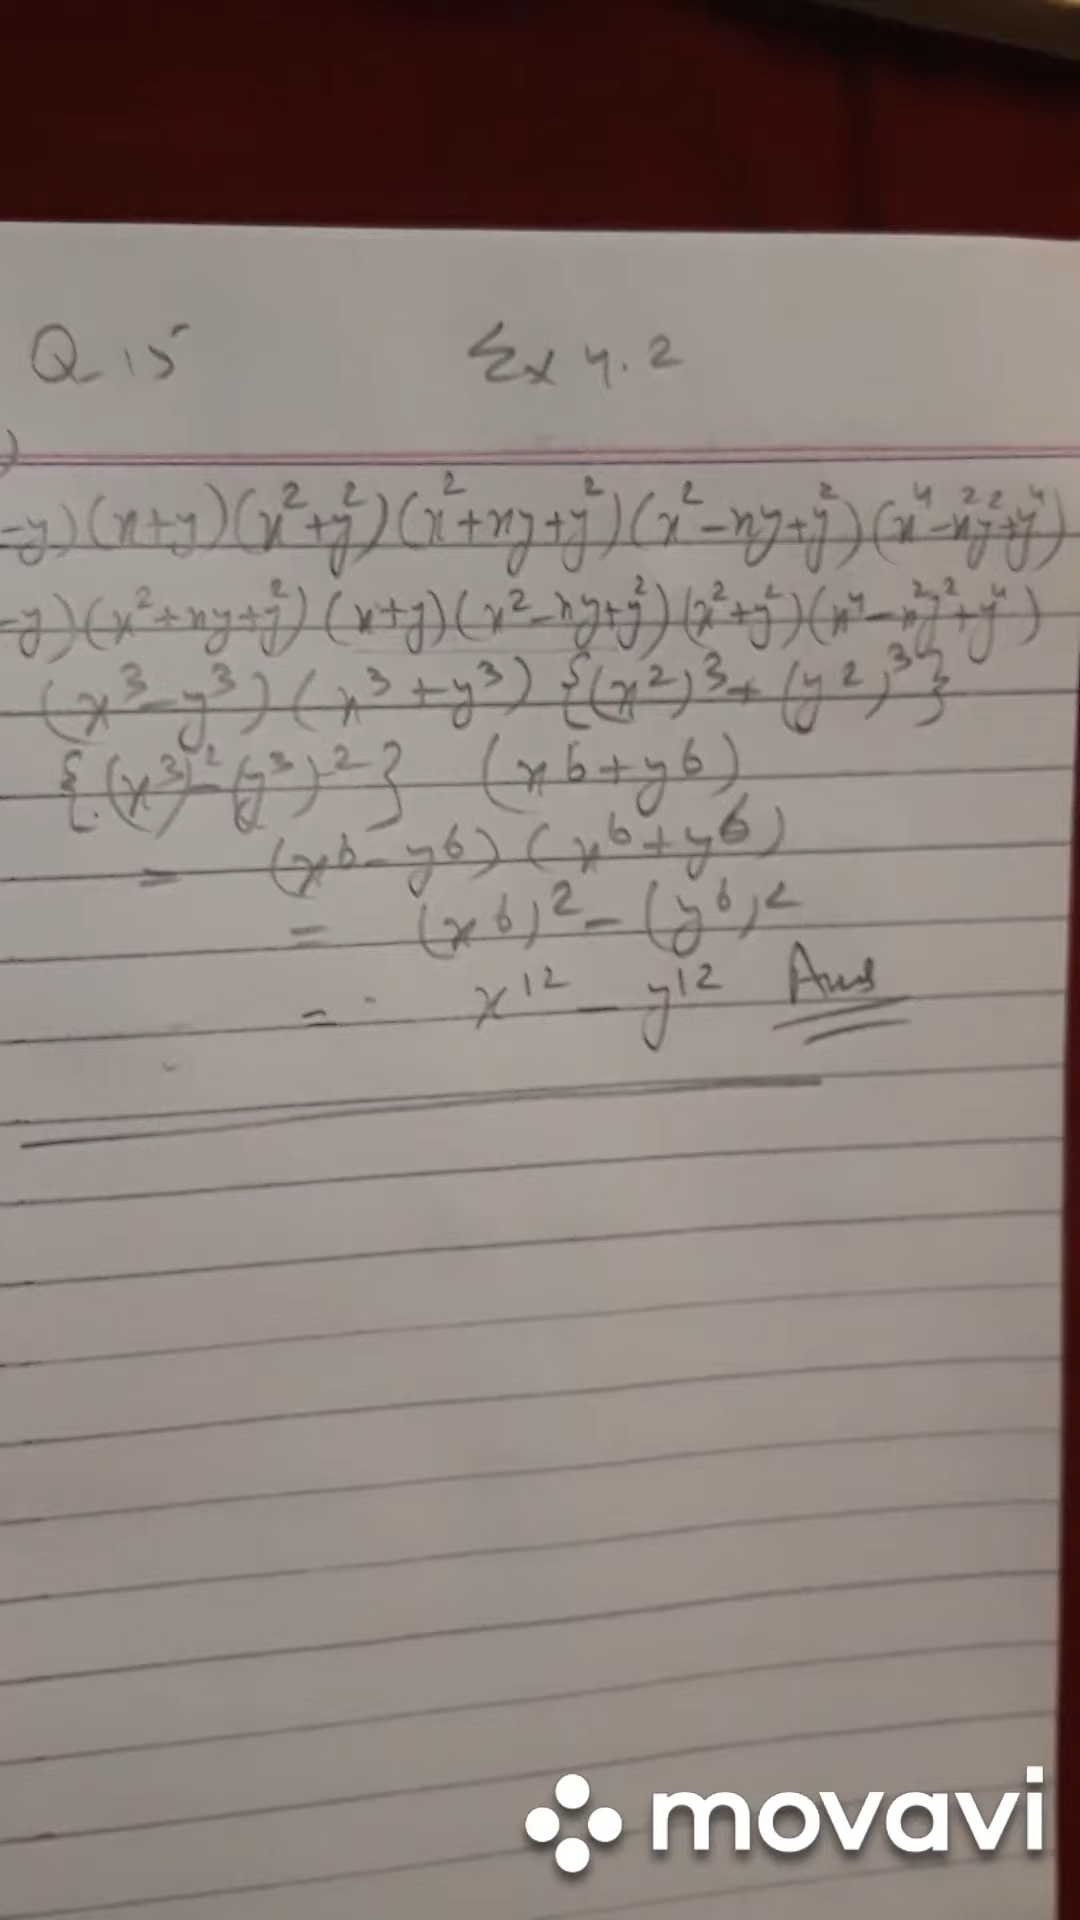 Q.15 Ex 4.2
)
-y)(x+y)(x²+y²)(x²+xy+y²)(x²-xy+y²)(x⁴-x²y²+y⁴)
-y)(x²+xy+y²)(x+y)(x²-xy+y²)(x²+y²)(x⁴-x²y²+y⁴)
(x³-y³)(x³+y³){(x²)³+(y²)³}
{(x³)²-(y³)²} (x⁶+y⁶)
= (x⁶-y⁶)(x⁶+y⁶)
= (x⁶)²-(y⁶)²
= x¹²-y¹² Ans
movavi